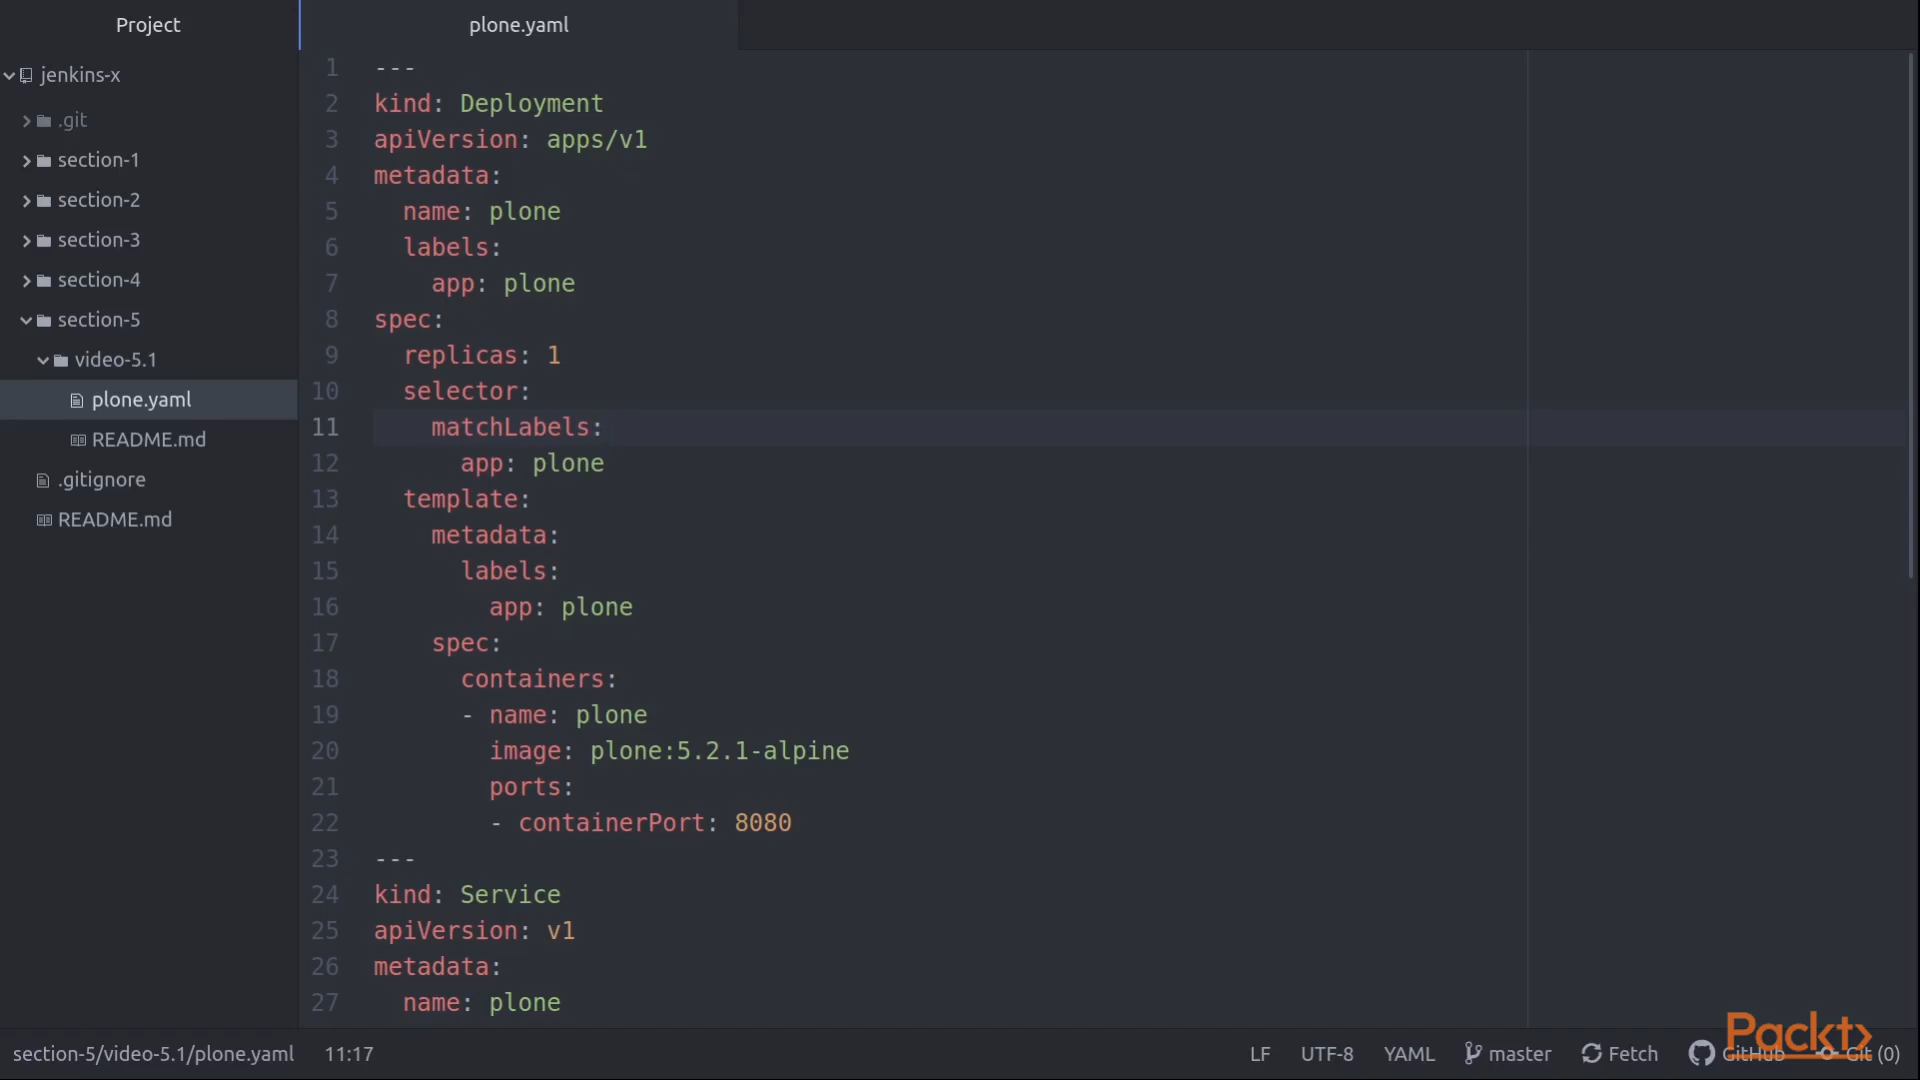 Project
plone.yaml
jenkins-x
.git
section-1
section-2
section-3
section-4
section-5
video-5.1
plone.yaml
README.md
.gitignore
README.md
1 ---
2 kind: Deployment
3 apiVersion: apps/v1
4 metadata:
5   name: plone
6   labels:
7     app: plone
8 spec:
9   replicas: 1
10   selector:
11     matchLabels:
12       app: plone
13   template:
14     metadata:
15       labels:
16         app: plone
17     spec:
18       containers:
19       - name: plone
20         image: plone:5.2.1-alpine
21         ports:
22         - containerPort: 8080
23 ---
24 kind: Service
25 apiVersion: v1
26 metadata:
27   name: plone
section-5/video-5.1/plone.yaml 11:17 LF UTF-8 YAML master Fetch GitHub Git (0)
Packt